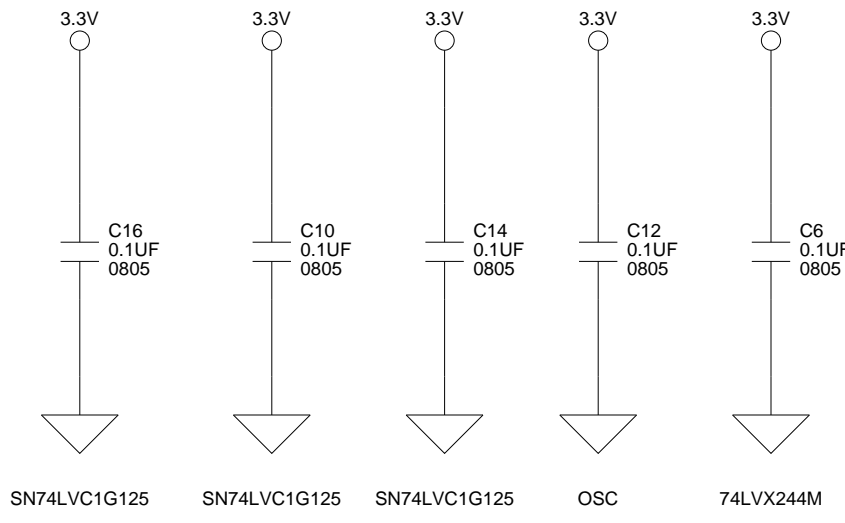 3.3V
3.3V
3.3V
3.3V
3.3V
C16
0.1UF
0805
C10
0.1UF
0805
C14
0.1UF
0805
C12
0.1UF
0805
C6
0.1UF
0805
SN74LVC1G125
SN74LVC1G125
SN74LVC1G125
OSC
74LVX244M